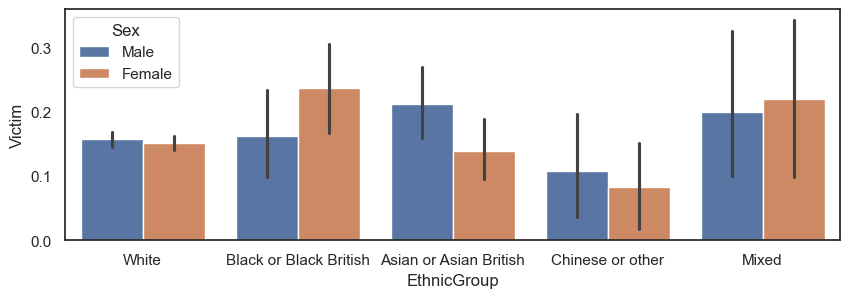 Sex
Male
Female
Victim
0.3
0.2
0.1
0.0
White
Black or Black British
Asian or Asian British
Chinese or other
Mixed
EthnicGroup